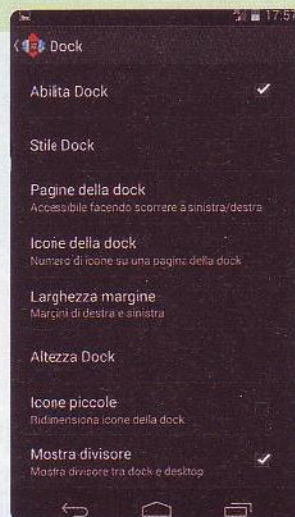 17:57
Dock
Abilita Dock
Stile Dock
Pagine della dock
Accessibile facendo scorrere a sinistra/destra
Icone della dock
Numero di icone su una pagina della dock
Larghezza margine
Margini di destra e sinistra
Altezza Dock
Icone piccole
Ridimensiona icone della dock
Mostra divisore
Mostra divisore tra dock e desktop